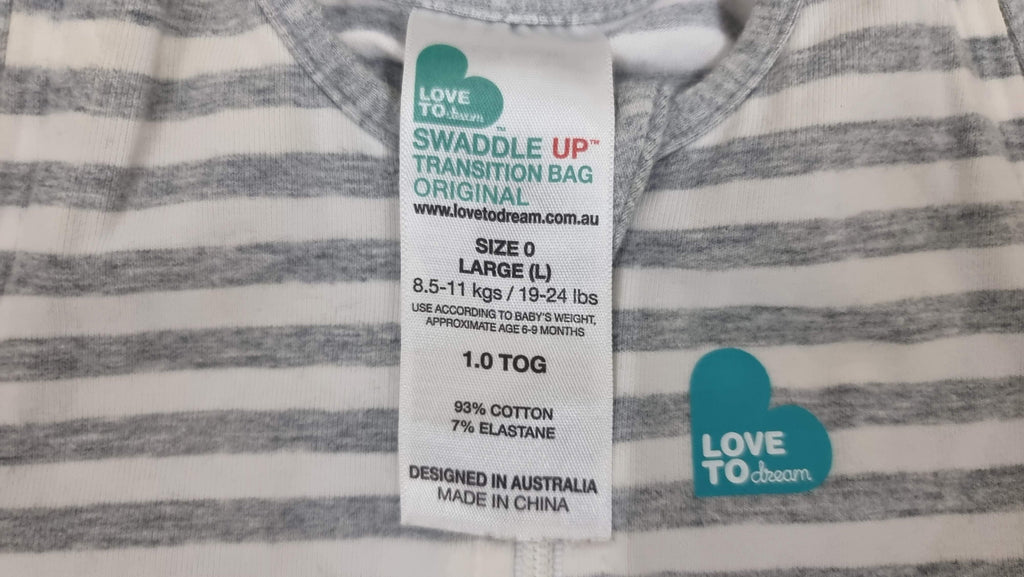 LOVE
TO dream
™
SWADDLE UP™
TRANSITION BAG
ORIGINAL
www.lovetodream.com.au
SIZE 0
LARGE (L)
8.5-11 kgs / 19-24 lbs
USE ACCORDING TO BABY'S WEIGHT,
APPROXIMATE AGE 6-9 MONTHS
1.0 TOG
93% COTTON
7% ELASTANE
DESIGNED IN AUSTRALIA
MADE IN CHINA
LOVE
TO dream